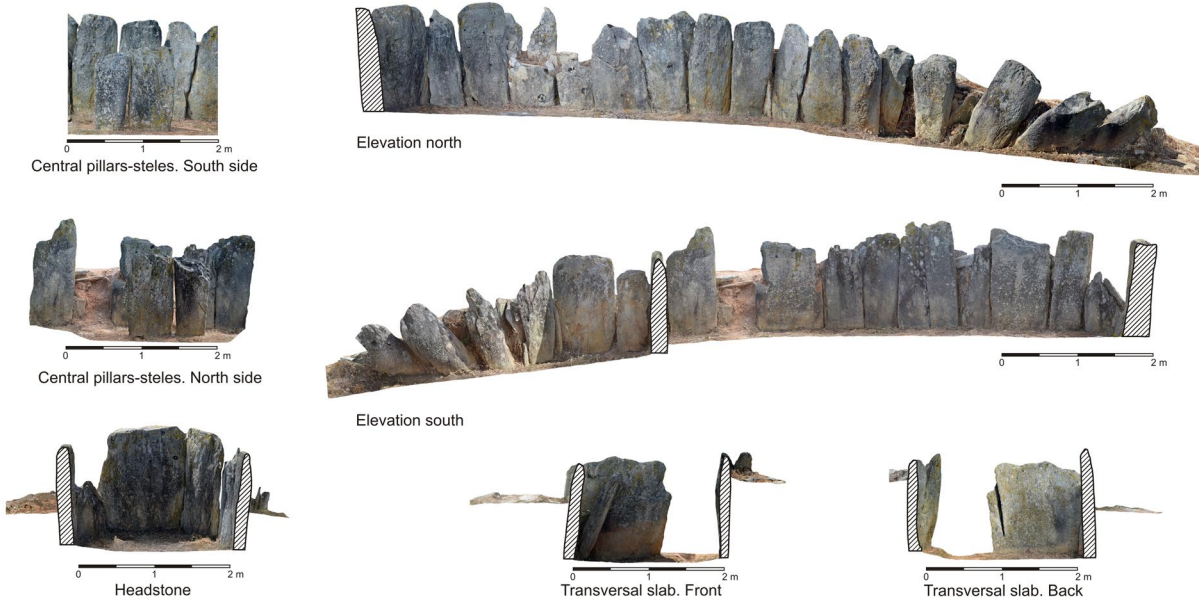 0 1 2 m
Central pillars-steles. South side
Elevation north
0 1 2 m
0 1 2 m
Central pillars-steles. North side
0 1 2 m
Elevation south
0 1 2 m
Headstone
0 1 2 m
Transversal slab. Front
0 1 2 m
Transversal slab. Back